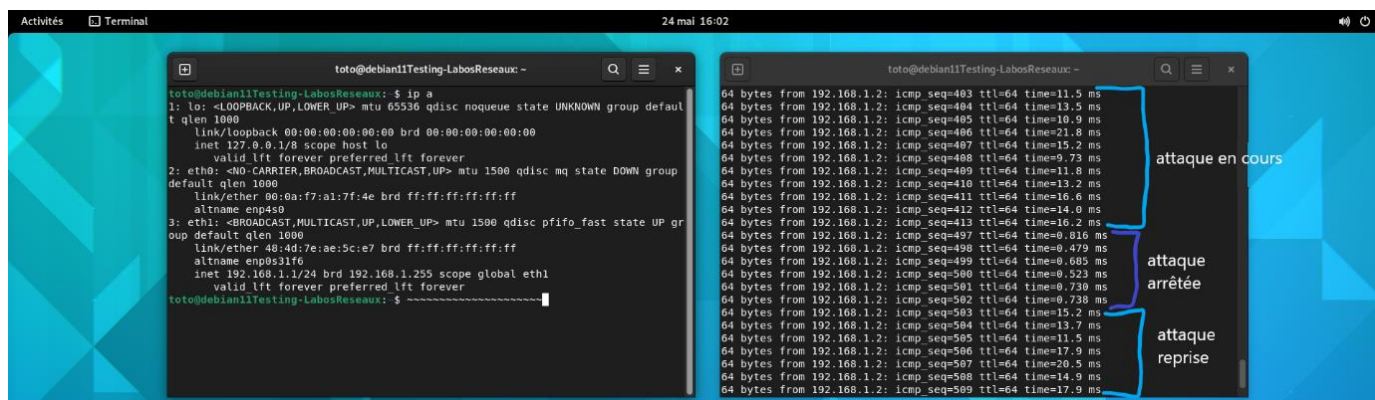 Activités Terminal 24 mai 16:02
toto@debian11Testing-LabosReseaux: ~
toto@debian11Testing-LabosReseaux:~$ ip a
1: lo: <LOOPBACK,UP,LOWER_UP> mtu 65536 qdisc noqueue state UNKNOWN group defaul
t qlen 1000
link/loopback 00:00:00:00:00:00 brd 00:00:00:00:00:00
inet 127.0.0.1/8 scope host lo
valid_lft forever preferred_lft forever
2: eth0: <NO-CARRIER,BROADCAST,MULTICAST,UP> mtu 1500 qdisc mq state DOWN group
default qlen 1000
link/ether 00:0a:f7:a1:7f:4e brd ff:ff:ff:ff:ff:ff
altname enp4s0
3: eth1: <BROADCAST,MULTICAST,UP,LOWER_UP> mtu 1500 qdisc pfifo_fast state UP gr
oup default qlen 1000
link/ether 48:4d:7e:ae:5c:e7 brd ff:ff:ff:ff:ff:ff
altname enp0s31f6
inet 192.168.1.1/24 brd 192.168.1.255 scope global eth1
valid_lft forever preferred_lft forever
toto@debian11Testing-LabosReseaux:~$ ~~~~~~~~~~~~~~~~~~~~~
toto@debian11Testing-LabosReseaux: ~
64 bytes from 192.168.1.2: icmp_seq=403 ttl=64 time=11.5 ms
64 bytes from 192.168.1.2: icmp_seq=404 ttl=64 time=13.5 ms
64 bytes from 192.168.1.2: icmp_seq=405 ttl=64 time=10.9 ms
64 bytes from 192.168.1.2: icmp_seq=406 ttl=64 time=21.8 ms
64 bytes from 192.168.1.2: icmp_seq=407 ttl=64 time=15.2 ms
64 bytes from 192.168.1.2: icmp_seq=408 ttl=64 time=9.73 ms
64 bytes from 192.168.1.2: icmp_seq=409 ttl=64 time=11.8 ms
64 bytes from 192.168.1.2: icmp_seq=410 ttl=64 time=13.2 ms
64 bytes from 192.168.1.2: icmp_seq=411 ttl=64 time=16.6 ms
64 bytes from 192.168.1.2: icmp_seq=412 ttl=64 time=14.0 ms
64 bytes from 192.168.1.2: icmp_seq=413 ttl=64 time=16.2 ms
64 bytes from 192.168.1.2: icmp_seq=497 ttl=64 time=0.816 ms
64 bytes from 192.168.1.2: icmp_seq=498 ttl=64 time=0.479 ms
64 bytes from 192.168.1.2: icmp_seq=499 ttl=64 time=0.685 ms
64 bytes from 192.168.1.2: icmp_seq=500 ttl=64 time=0.523 ms
64 bytes from 192.168.1.2: icmp_seq=501 ttl=64 time=0.730 ms
64 bytes from 192.168.1.2: icmp_seq=502 ttl=64 time=0.738 ms
64 bytes from 192.168.1.2: icmp_seq=503 ttl=64 time=15.2 ms
64 bytes from 192.168.1.2: icmp_seq=504 ttl=64 time=13.7 ms
64 bytes from 192.168.1.2: icmp_seq=505 ttl=64 time=11.5 ms
64 bytes from 192.168.1.2: icmp_seq=506 ttl=64 time=17.9 ms
64 bytes from 192.168.1.2: icmp_seq=507 ttl=64 time=20.5 ms
64 bytes from 192.168.1.2: icmp_seq=508 ttl=64 time=14.9 ms
64 bytes from 192.168.1.2: icmp_seq=509 ttl=64 time=17.9 ms
attaque en cours
attaque
arrêtée
attaque
reprise